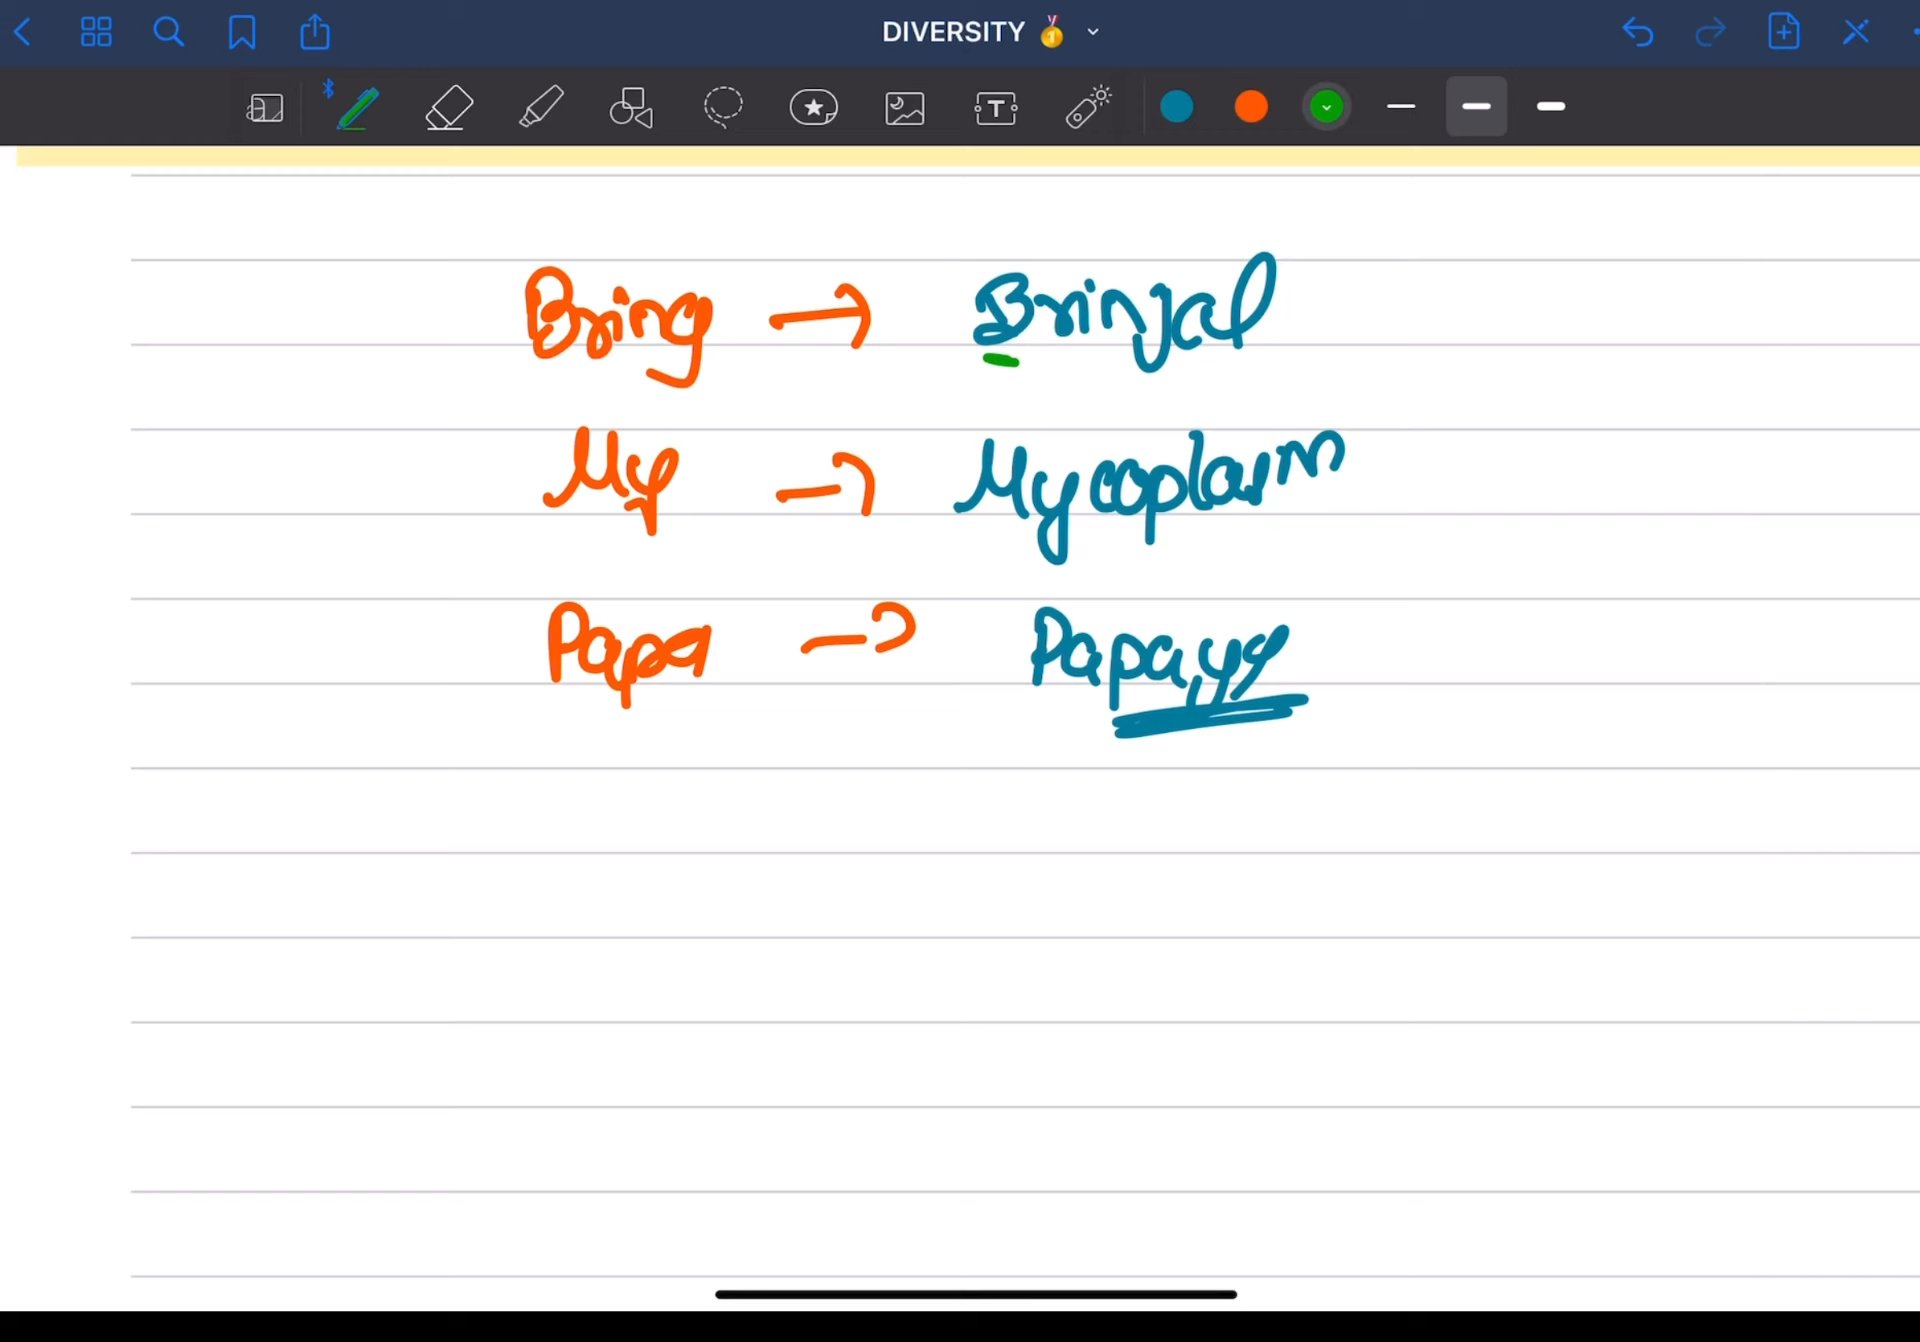 DIVERSITY 🥇
Bring → Brinjal
My → Mycoplasm
Papa → Papaya